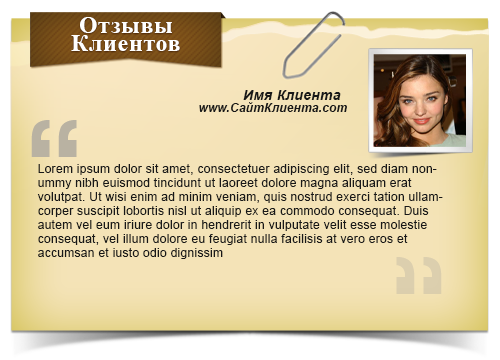 Отзывы
Клиентов
Имя Клиента
www.СайтКлиента.com
“
Lorem ipsum dolor sit amet, consectetuer adipiscing elit, sed diam non-
ummy nibh euismod tincidunt ut laoreet dolore magna aliquam erat
volutpat. Ut wisi enim ad minim veniam, quis nostrud exerci tation ullam-
corper suscipit lobortis nisl ut aliquip ex ea commodo consequat. Duis
autem vel eum iriure dolor in hendrerit in vulputate velit esse molestie
consequat, vel illum dolore eu feugiat nulla facilisis at vero eros et
accumsan et iusto odio dignissim
”